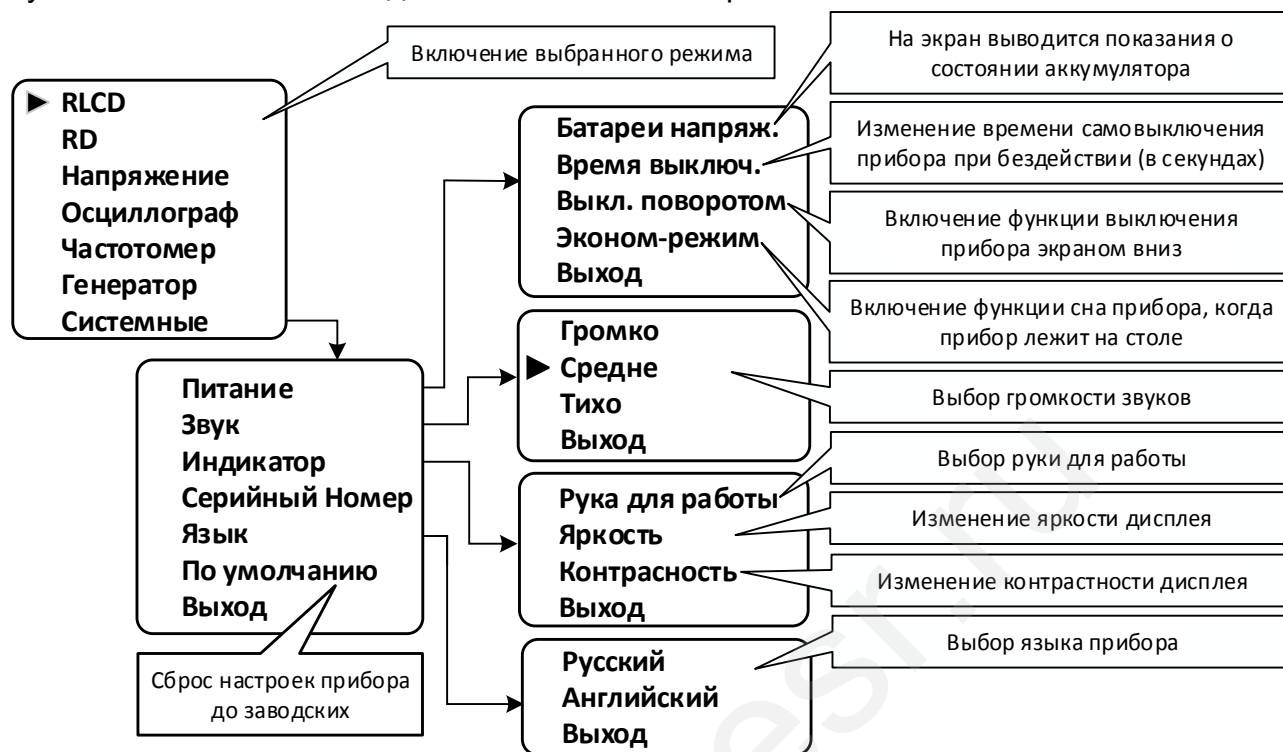 Включение выбранного режима
RLCD
RD
Напряжение
Осциллограф
Частотомер
Генератор
Системные
Питание
Звук
Индикатор
Серийный Номер
Язык
По умолчанию
Выход
Сброс настроек прибора
до заводских
Батареи напряж.
Время выключ.
Выкл. поворотом
Эконом-режим
Выход
На экран выводится показания о
состоянии аккумулятора
Изменение времени самовыключения
прибора при бездействии (в секундах)
Включение функции выключения
прибора экраном вниз
Включение функции сна прибора, когда
прибор лежит на столе
Громко
Средне
Тихо
Выход
Выбор громкости звуков
Рука для работы
Яркость
Контрасность
Выход
Выбор руки для работы
Изменение яркости дисплея
Изменение контрастности дисплея
Русский
Английский
Выход
Выбор языка прибора
esr.ru